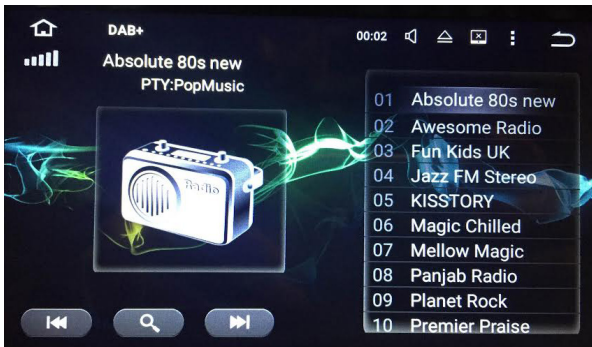 DAB+
00:02
Absolute 80s new
PTY:PopMusic
Radio
01 Absolute 80s new
02 Awesome Radio
03 Fun Kids UK
04 Jazz FM Stereo
05 KISSTORY
06 Magic Chilled
07 Mellow Magic
08 Panjab Radio
09 Planet Rock
10 Premier Praise